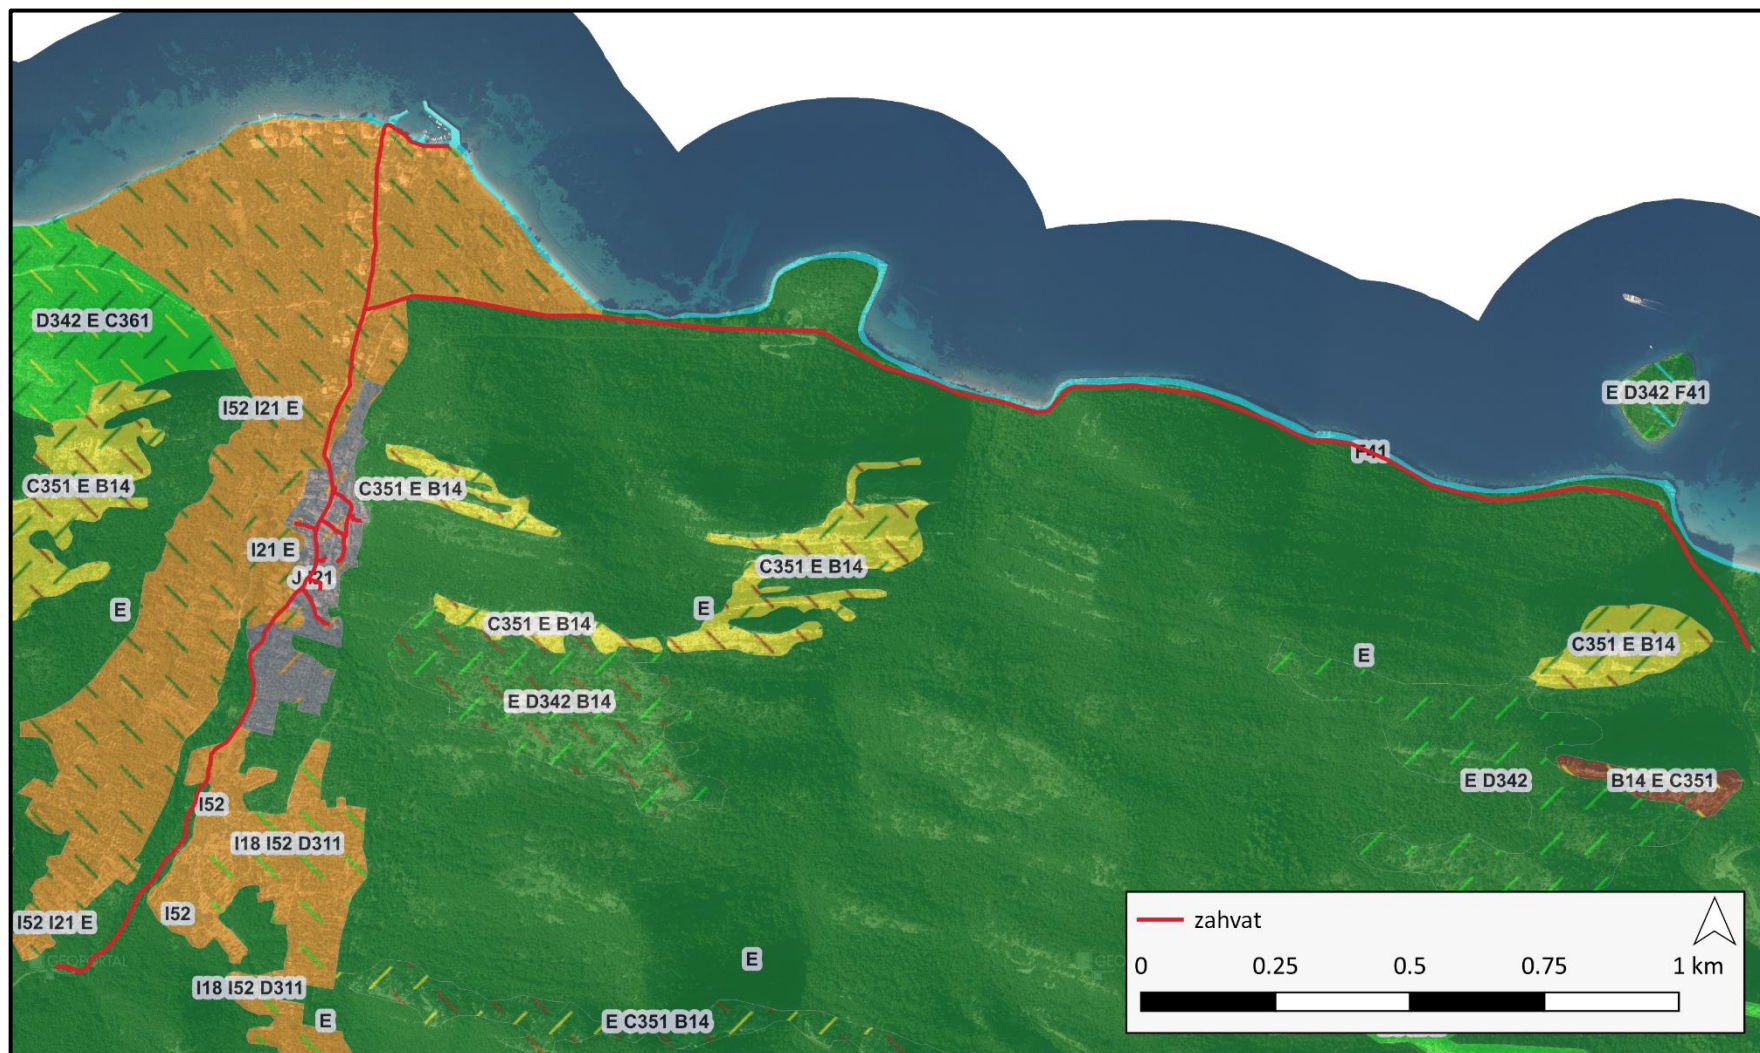 D342 E C361
E D342 F41
I52 I21 E
F41
C351 E B14
C351 E B14
I21 E
C351 E B14
J I21
E
E
C351 E B14
C351 E B14
E
E D342 B14
E D342
B14 E C351
I52
I18 I52 D311
I52
I52 I21 E
zahvat
GEOPORTAL
E
0
0.25
0.5
0.75
1 km
I18 I52 D311
E
E C351 B14